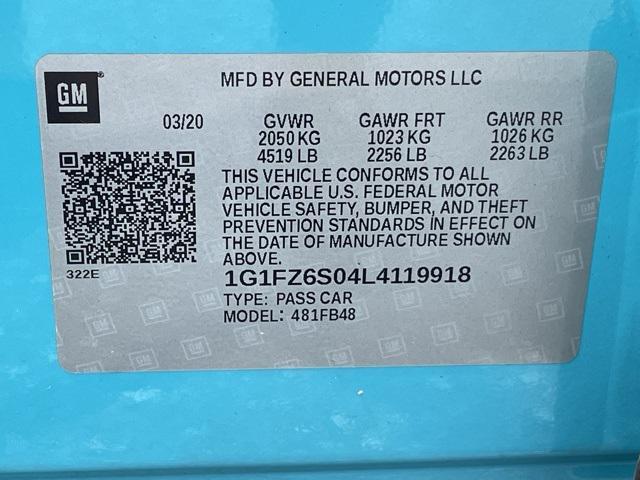 GM
MFD BY GENERAL MOTORS LLC
03/20 GVWR GAWR FRT GAWR RR
2050 KG 1023 KG 1026 KG
4519 LB 2256 LB 2263 LB
THIS VEHICLE CONFORMS TO ALL
APPLICABLE U.S. FEDERAL MOTOR
VEHICLE SAFETY, BUMPER, AND THEFT
PREVENTION STANDARDS IN EFFECT ON
THE DATE OF MANUFACTURE SHOWN
ABOVE.
322E
1G1FZ6S04L4119918
TYPE: PASS CAR
MODEL: 481FB48